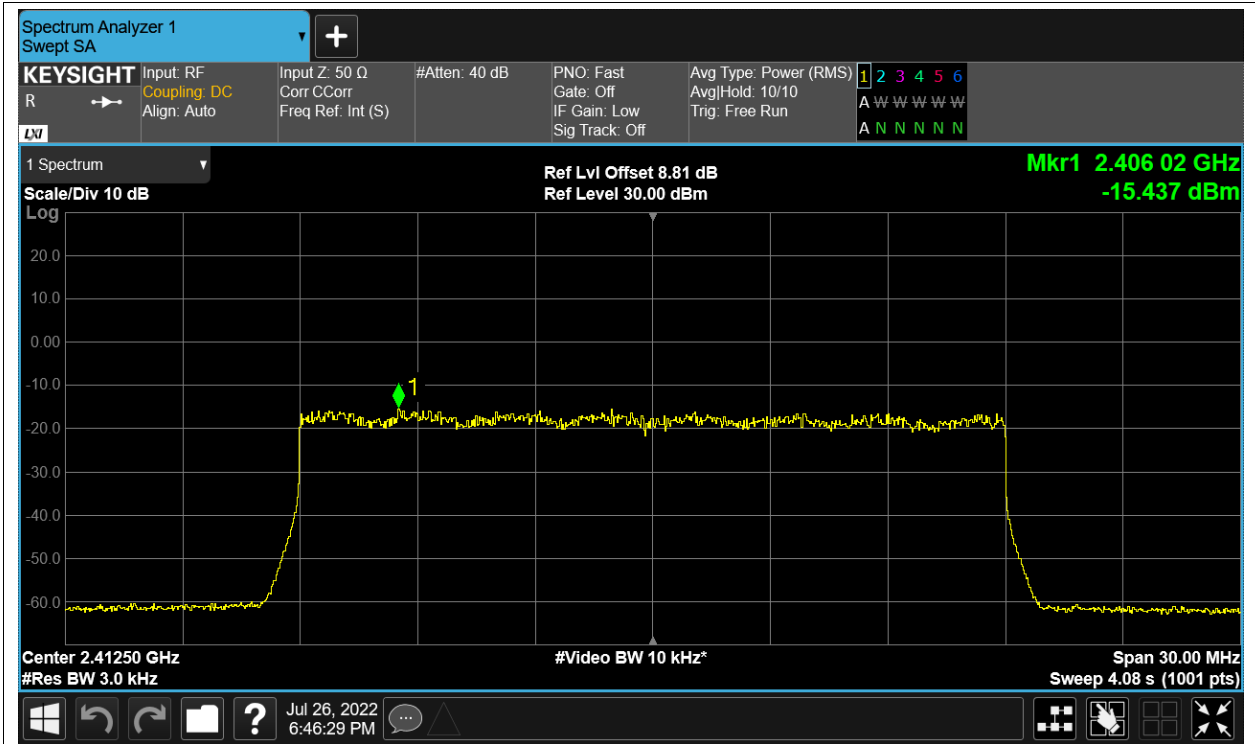 Spectrum Analyzer 1
Swept SA
+
KEYSIGHT
R
LXI
Input: RF
Coupling: DC
Align: Auto
Input Z: 50 Ω
Corr CCorr
Freq Ref: Int (S)
#Atten: 40 dB
PNO: Fast
Gate: Off
IF Gain: Low
Sig Track: Off
Avg Type: Power (RMS)
Avg|Hold: 10/10
Trig: Free Run
1 2 3 4 5 6
A W W W W W
A N N N N N
1 Spectrum
Scale/Div 10 dB
Log
Ref Lvl Offset 8.81 dB
Ref Level 30.00 dBm
Mkr1 2.406 02 GHz
-15.437 dBm
20.0
10.0
0.00
-10.0
-20.0
-30.0
-40.0
-50.0
-60.0
1
Center 2.41250 GHz
#Res BW 3.0 kHz
#Video BW 10 kHz*
Span 30.00 MHz
Sweep 4.08 s (1001 pts)
?
Jul 26, 2022
6:46:29 PM